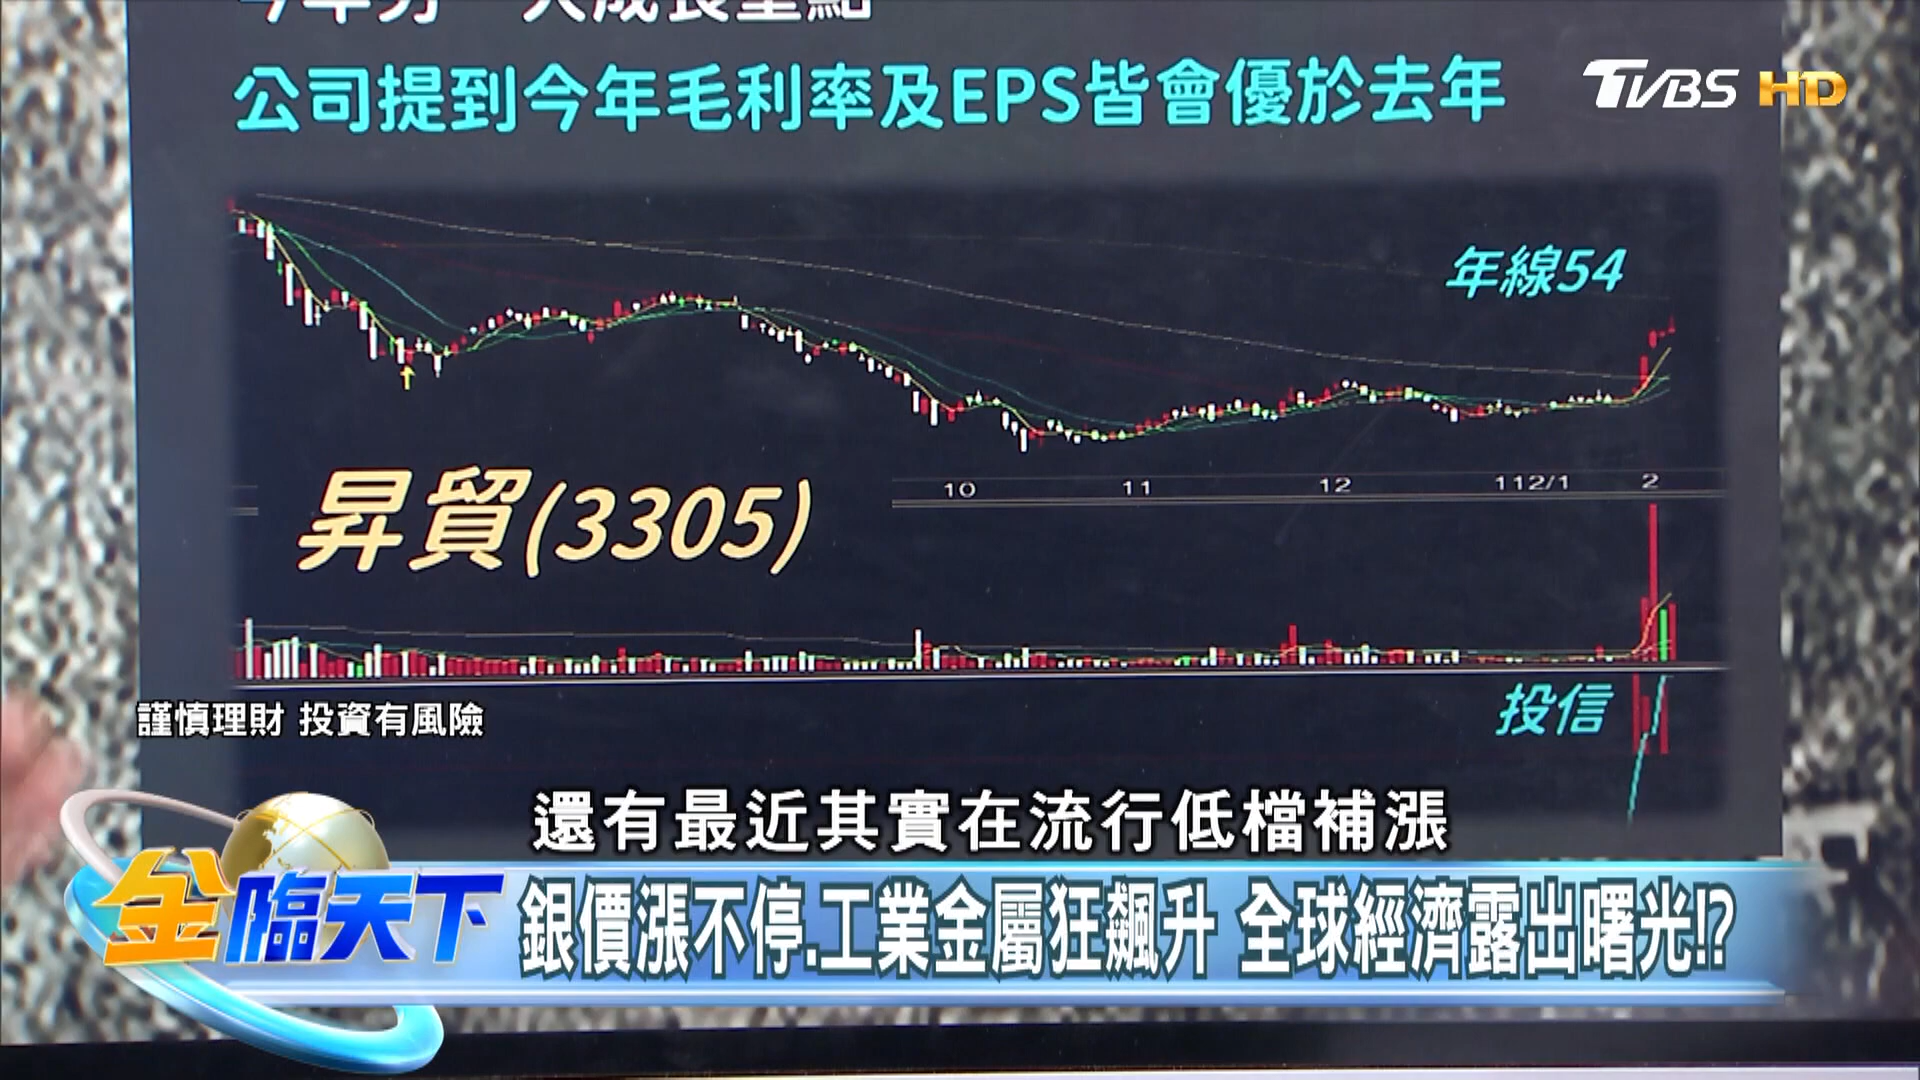 公司提到今年毛利率及EPS皆會優於去年
TVBS HD
年線54
昇貿(3305)
10 11 12 112/1 2
投信
謹慎理財 投資有風險
還有最近其實在流行低檔補漲
金臨天下
銀價漲不停.工業金屬狂飆升 全球經濟露出曙光!?